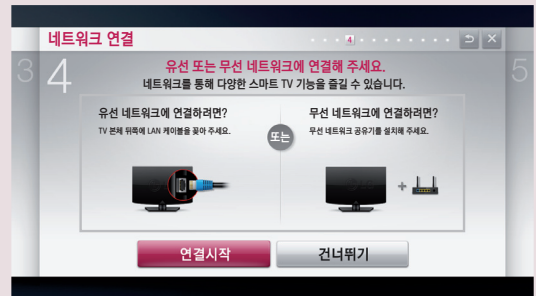 네트워크 연결
4
3
4
5
유선 또는 무선 네트워크에 연결해 주세요.
네트워크를 통해 다양한 스마트 TV 기능을 즐길 수 있습니다.
유선 네트워크에 연결하려면?
TV 본체 뒤쪽에 LAN 케이블을 꽂아 주세요.
또는
무선 네트워크에 연결하려면?
무선 네트워크 공유기를 설치해 주세요.
+
연결시작
건너뛰기